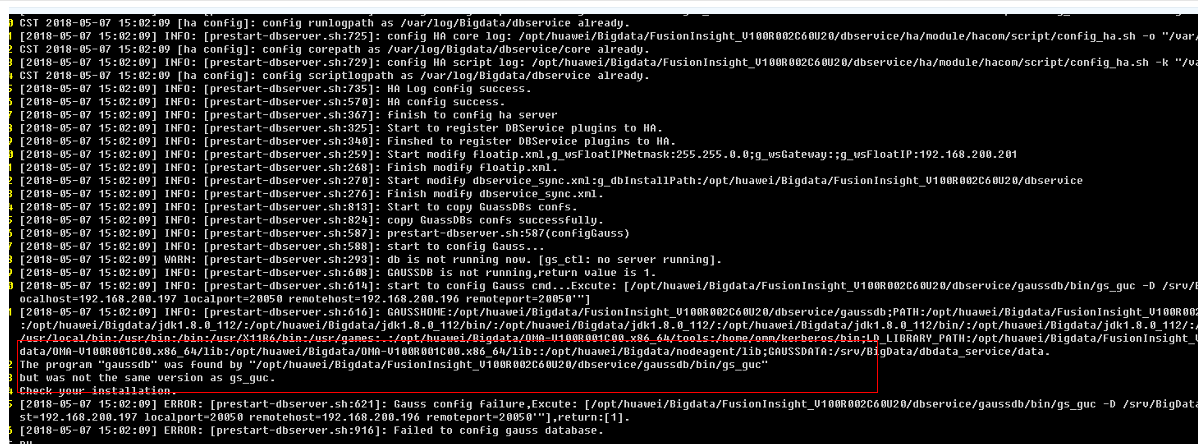 0 CST 2018-05-07 15:02:09 [ha config]: config runlogpath as /var/log/Bigdata/dbservice already.
1 [2018-05-07 15:02:09] INFO: [prestart-dbserver.sh:725]: config HA core log: /opt/huawei/Bigdata/FusionInsight_V100R002C60U20/dbservice/ha/module/hacom/script/config_ha.sh -o "/var/
2 CST 2018-05-07 15:02:09 [ha config]: config corepath as /var/log/Bigdata/dbservice/core already.
3 [2018-05-07 15:02:09] INFO: [prestart-dbserver.sh:729]: config HA script log: /opt/huawei/Bigdata/FusionInsight_V100R002C60U20/dbservice/ha/module/hacom/script/config_ha.sh -k "/va
4 CST 2018-05-07 15:02:09 [ha config]: config scriptlogpath as /var/log/Bigdata/dbservice already.
5 [2018-05-07 15:02:09] INFO: [prestart-dbserver.sh:735]: HA Log config success.
6 [2018-05-07 15:02:09] INFO: [prestart-dbserver.sh:570]: HA config success.
7 [2018-05-07 15:02:09] INFO: [prestart-dbserver.sh:367]: finish to config ha server
8 [2018-05-07 15:02:09] INFO: [prestart-dbserver.sh:325]: Start to register DBService plugins to HA.
9 [2018-05-07 15:02:09] INFO: [prestart-dbserver.sh:340]: Finshed to register DBService plugins to HA.
0 [2018-05-07 15:02:09] INFO: [prestart-dbserver.sh:259]: Start modify floatip.xml,g_wsFloatIPNetmask:255.255.0.0;g_wsGateway:;g_wsFloatIP:192.168.200.201
1 [2018-05-07 15:02:09] INFO: [prestart-dbserver.sh:268]: Finish modify floatip.xml.
2 [2018-05-07 15:02:09] INFO: [prestart-dbserver.sh:270]: Start modify dbservice_sync.xml:g_dbInstallPath:/opt/huawei/Bigdata/FusionInsight_V100R002C60U20/dbservice
3 [2018-05-07 15:02:09] INFO: [prestart-dbserver.sh:276]: Finish modify dbservice_sync.xml.
4 [2018-05-07 15:02:09] INFO: [prestart-dbserver.sh:813]: Start to copy GuassDBs confs.
5 [2018-05-07 15:02:09] INFO: [prestart-dbserver.sh:824]: copy GuassDBs confs successfully.
6 [2018-05-07 15:02:09] INFO: [prestart-dbserver.sh:587]: prestart-dbserver.sh:587(configGauss)
7 [2018-05-07 15:02:09] INFO: [prestart-dbserver.sh:588]: start to config Gauss...
8 [2018-05-07 15:02:09] WARN: [prestart-dbserver.sh:293]: db is not running now. [gs_ctl: no server running].
9 [2018-05-07 15:02:09] INFO: [prestart-dbserver.sh:608]: GAUSSDB is not running,return value is 1.
0 [2018-05-07 15:02:09] INFO: [prestart-dbserver.sh:614]: start to config Gauss cmd...Excute: [/opt/huawei/Bigdata/FusionInsight_V100R002C60U20/dbservice/gaussdb/bin/gs_guc -D /srv/B
ocalhost=192.168.200.197 localport=20050 remotehost=192.168.200.196 remoteport=20050'"]
1 [2018-05-07 15:02:09] INFO: [prestart-dbserver.sh:616]: GAUSSHOME:/opt/huawei/Bigdata/FusionInsight_V100R002C60U20/dbservice/gaussdb;PATH:/opt/huawei/Bigdata/FusionInsight_V100R002
:/opt/huawei/Bigdata/jdk1.8.0_112/:/opt/huawei/Bigdata/jdk1.8.0_112/bin/:/opt/huawei/Bigdata/jdk1.8.0_112/:/opt/huawei/Bigdata/jdk1.8.0_112/bin/:/opt/huawei/Bigdata/jdk1.8.0_112/:/
/usr/local/bin:/usr/bin:/bin:/usr/X11R6/bin:/usr/games:.:/opt/huawei/Bigdata/OMA-V100R001C00.x86_64/tools:/home/omm/kerberos/bin;LD_LIBRARY_PATH:/opt/huawei/Bigdata/FusionInsight_V
data/OMA-V100R001C00.x86_64/lib:/opt/huawei/Bigdata/OMA-V100R001C00.x86_64/lib::/opt/huawei/Bigdata/nodeagent/lib;GAUSSDATA:/srv/BigData/dbdata_service/data.
2 The program "gaussdb" was found by "/opt/huawei/Bigdata/FusionInsight_V100R002C60U20/dbservice/gaussdb/bin/gs_guc"
3 but was not the same version as gs_guc.
4 Check your installation.
5 [2018-05-07 15:02:09] ERROR: [prestart-dbserver.sh:621]: Gauss config failure,Excute: [/opt/huawei/Bigdata/FusionInsight_V100R002C60U20/dbservice/gaussdb/bin/gs_guc -D /srv/BigData
st=192.168.200.197 localport=20050 remotehost=192.168.200.196 remoteport=20050'"],return:[1].
6 [2018-05-07 15:02:09] ERROR: [prestart-dbserver.sh:916]: Failed to config gauss database.